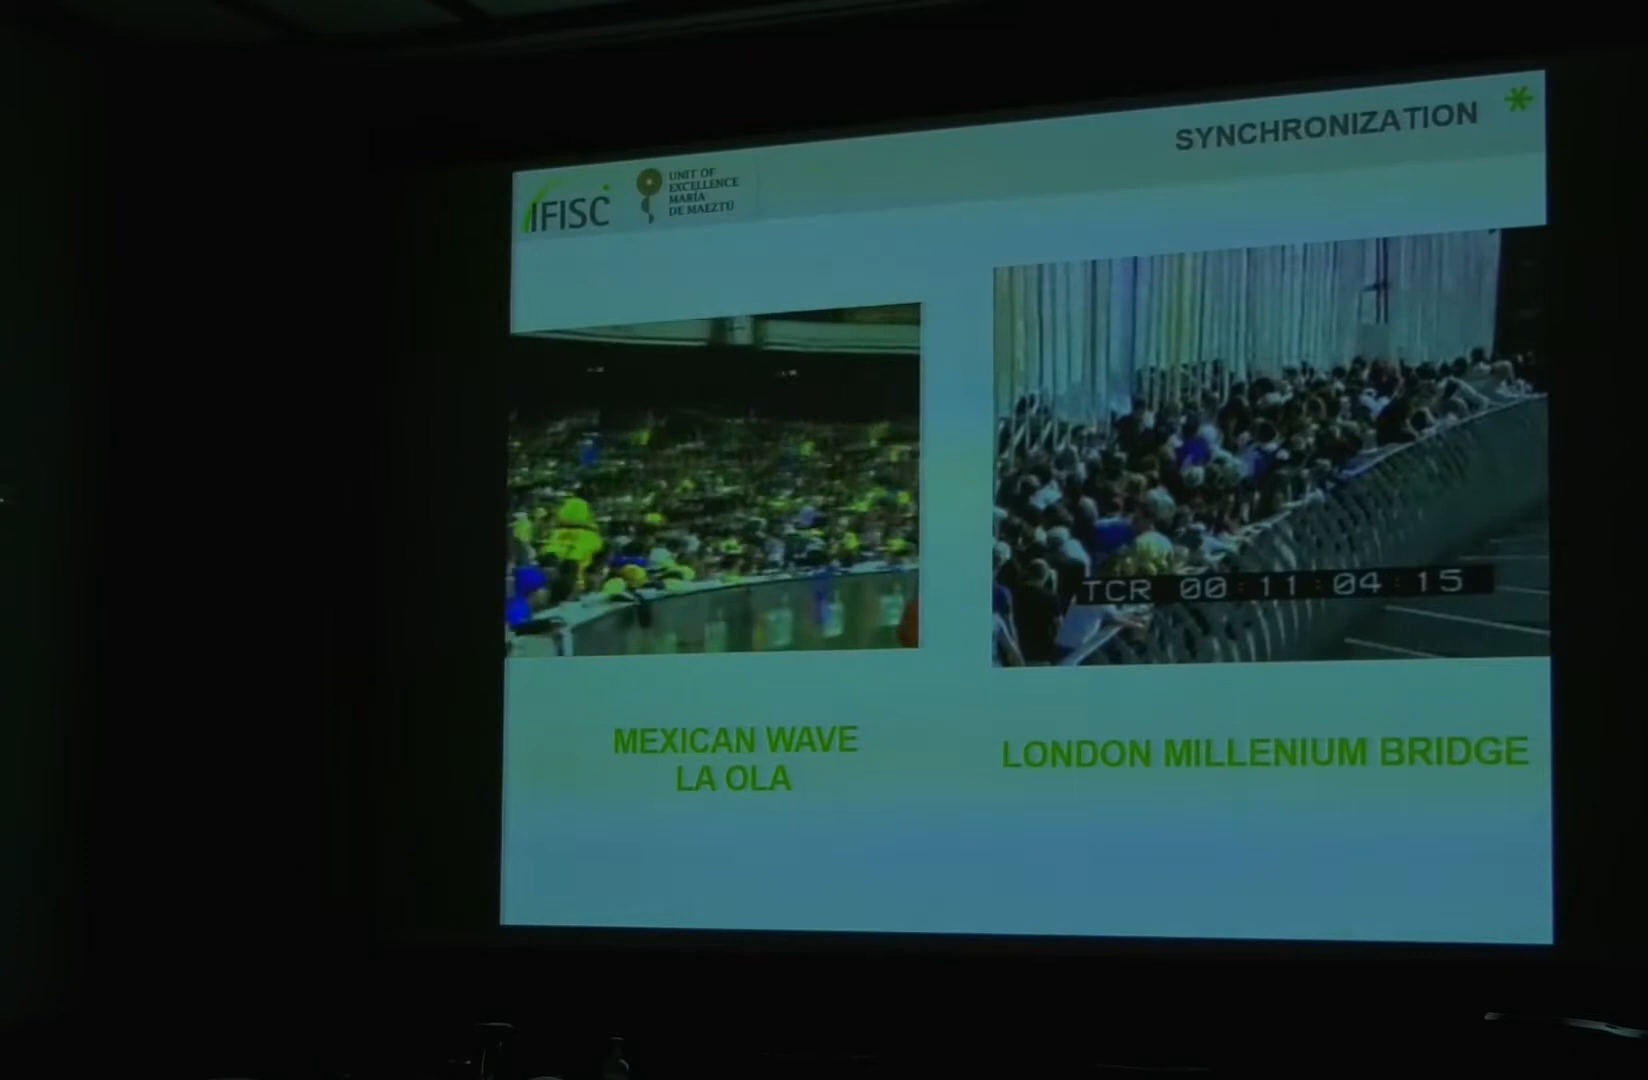 SYNCHRONIZATION
IFISC
UNIT OF
EXCELLENCE
MARÍA
DE MAEZTU
TCR 00:11:04:15
MEXICAN WAVE
LA OLA
LONDON MILLENIUM BRIDGE